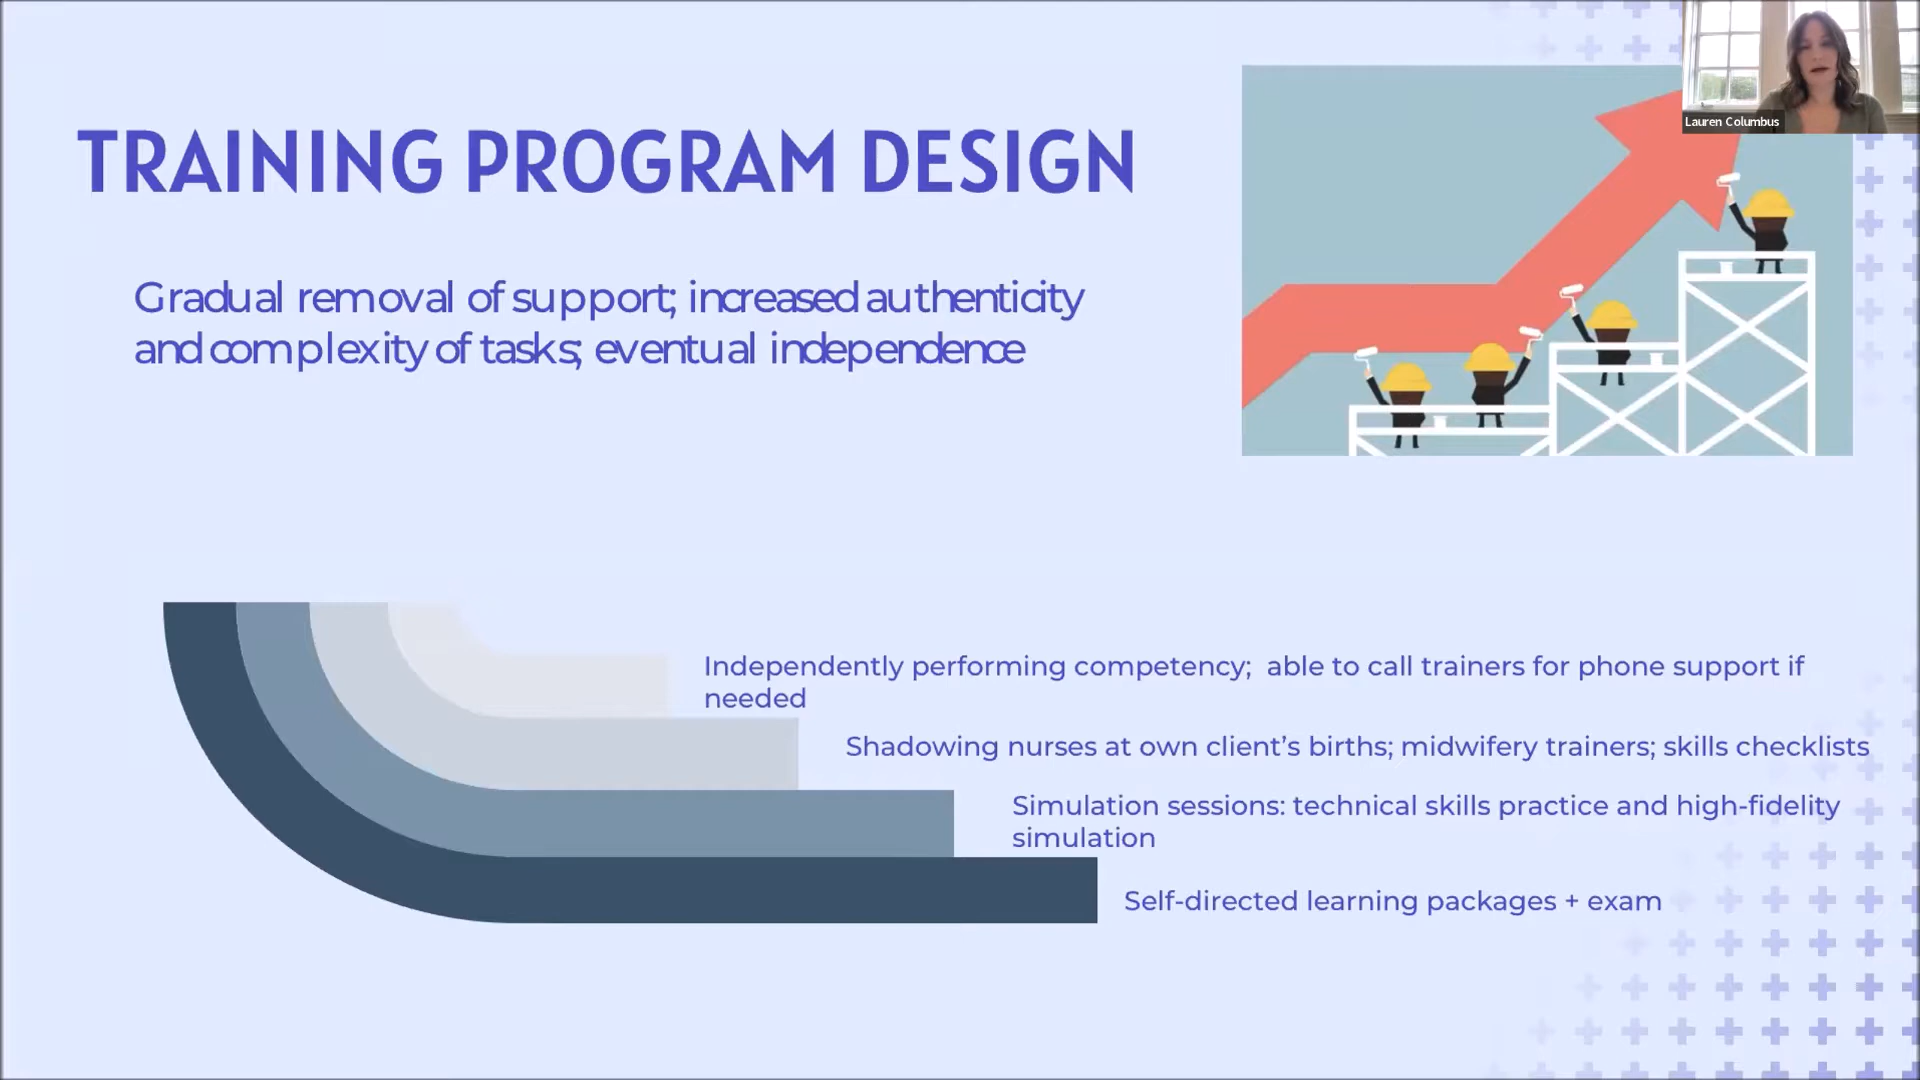 Lauren Columbus
TRAINING PROGRAM DESIGN
Gradual removal of support; increased authenticity
and complexity of tasks; eventual independence
Independently performing competency;  able to call trainers for phone support if
needed
Shadowing nurses at own client’s births; midwifery trainers; skills checklists
Simulation sessions: technical skills practice and high-fidelity
simulation
Self-directed learning packages + exam